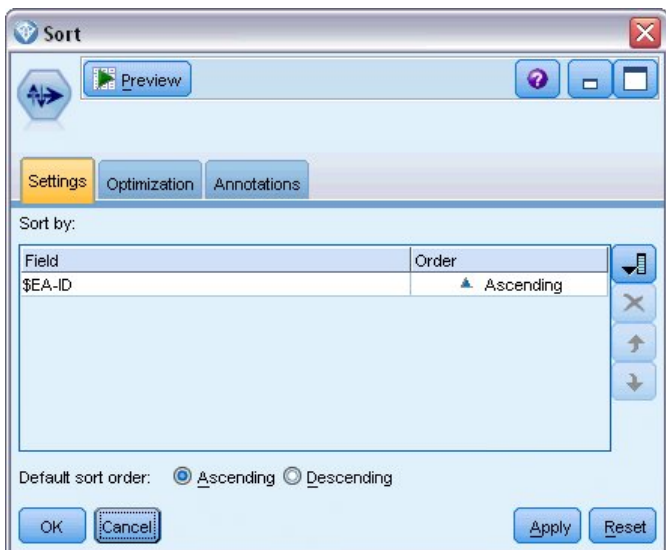 Sort
Preview
?
Settings Optimization Annotations
Sort by:
Field Order
$EA-ID Ascending
Default sort order: Ascending Descending
OK Cancel Apply Reset